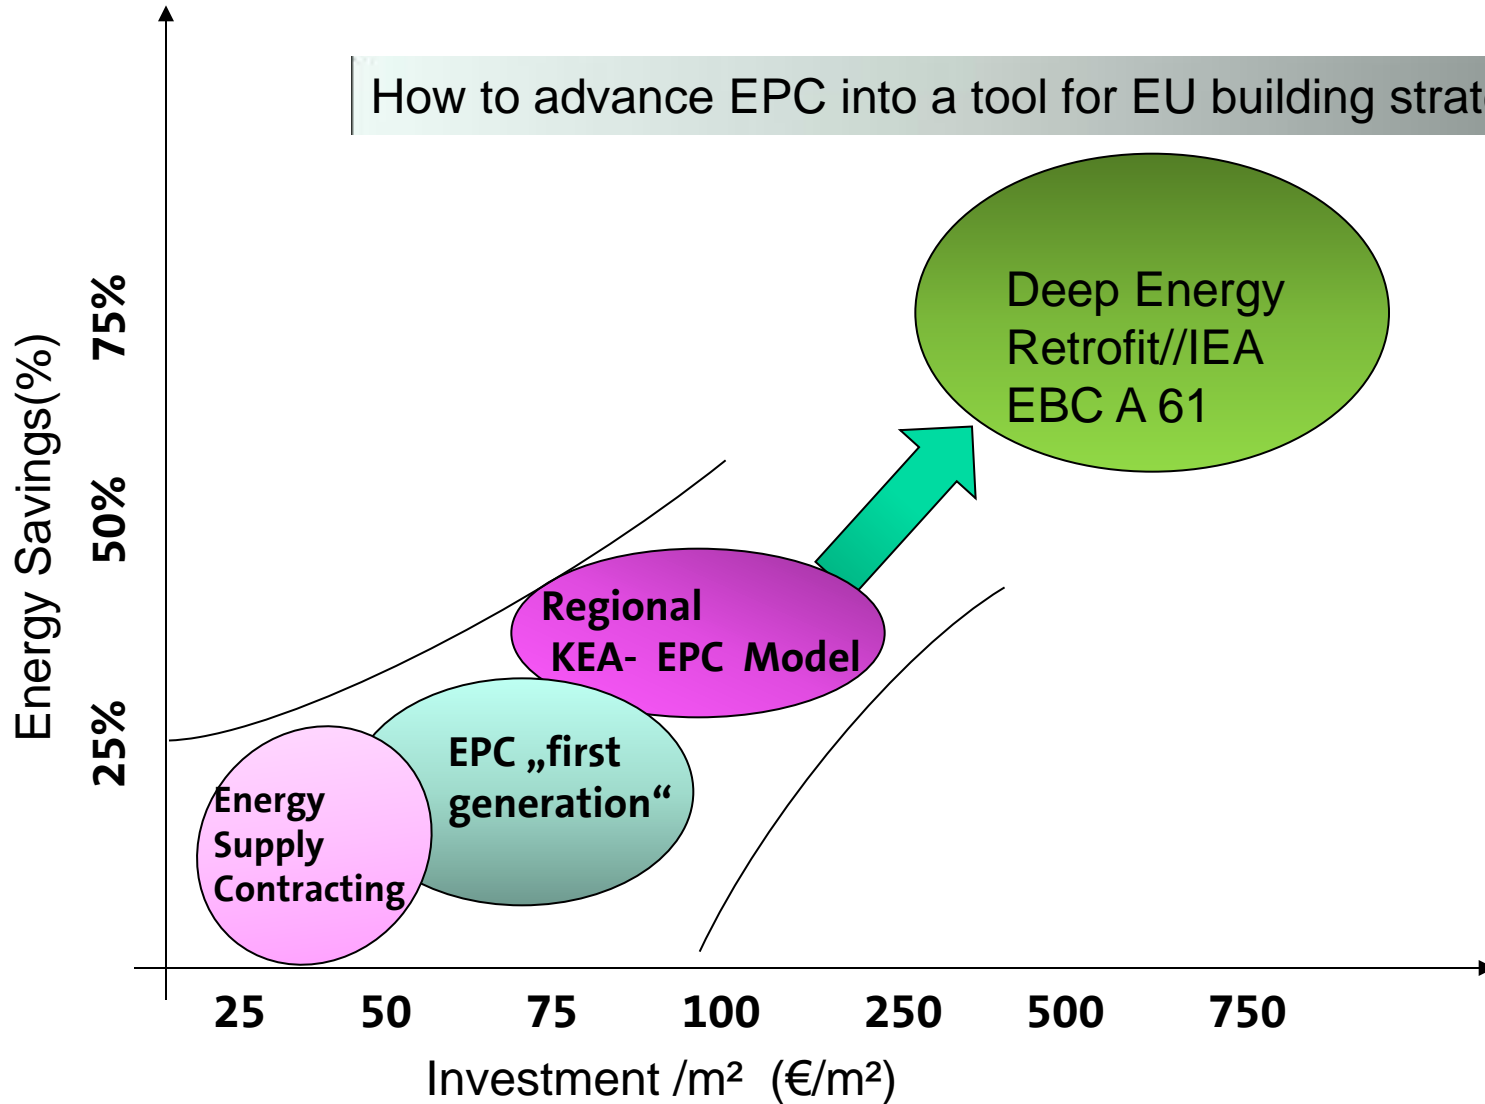 How to advance EPC into a tool for EU building strat
Energy Savings(%)
75%
50%
25%
Deep Energy
Retrofit//IEA
EBC A 61
Regional
KEA- EPC Model
EPC „first
generation“
Energy
Supply
Contracting
25 50 75 100 250 500 750
Investment /m² (€/m²)